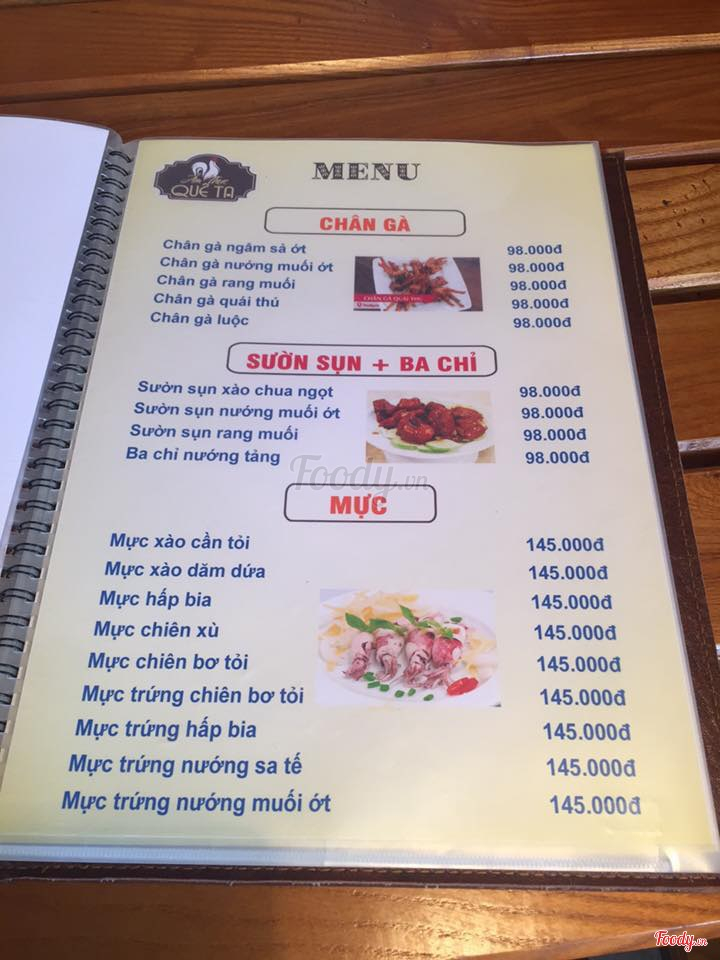 QUÊ TA
MENU
CHÂN GÀ
Chân gà ngâm sả ớt 98.000đ
Chân gà nướng muối ớt 98.000đ
Chân gà rang muối 98.000đ
Chân gà quái thú 98.000đ
Chân gà luộc 98.000đ
CHÂN GÀ QUÁI THÚ
SƯỜN SỤN + BA CHỈ
Sườn sụn xào chua ngọt 98.000đ
Sườn sụn nướng muối ớt 98.000đ
Sườn sụn rang muối 98.000đ
Ba chỉ nướng tảng 98.000đ
Foody.vn
MỰC
Mực xào cần tỏi 145.000đ
Mực xào dăm dứa 145.000đ
Mực hấp bia 145.000đ
Mực chiên xù 145.000đ
Mực chiên bơ tỏi 145.000đ
Mực trứng chiên bơ tỏi 145.000đ
Mực trứng hấp bia 145.000đ
Mực trứng nướng sa tế 145.000đ
Mực trứng nướng muối ớt 145.000đ
Foody.vn